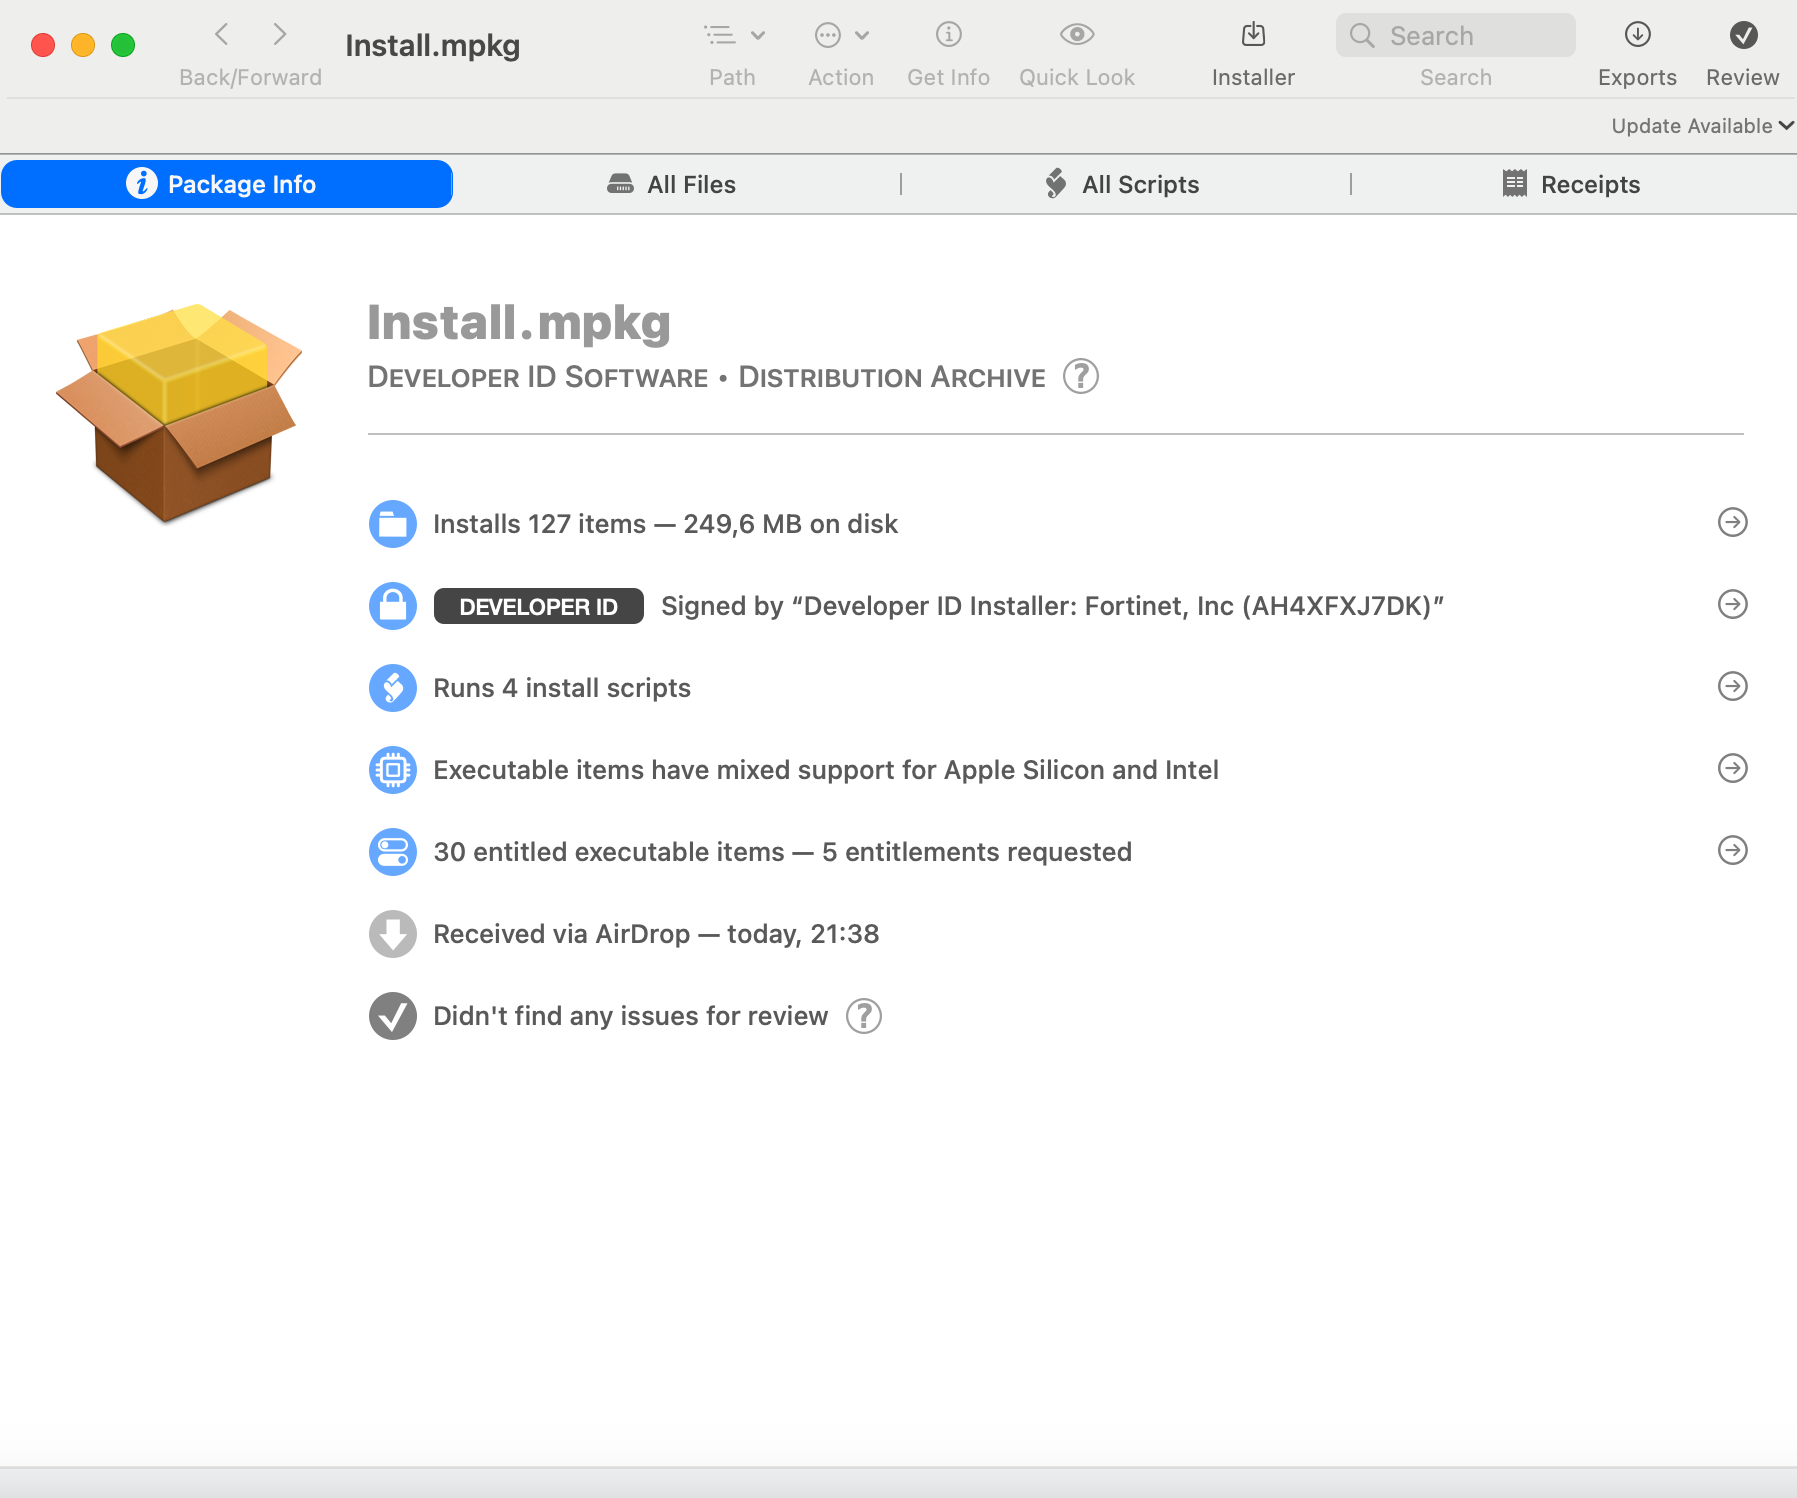 Install.mpkg
Back/Forward
Path
Action
Get Info
Quick Look
Installer
Search
Search
Exports
Review
Update Available
Package Info
All Files
All Scripts
Receipts
Install.mpkg
DEVELOPER ID SOFTWARE • DISTRIBUTION ARCHIVE ?
Installs 127 items — 249,6 MB on disk
DEVELOPER ID Signed by “Developer ID Installer: Fortinet, Inc (AH4XFXJ7DK)”
Runs 4 install scripts
Executable items have mixed support for Apple Silicon and Intel
30 entitled executable items — 5 entitlements requested
Received via AirDrop — today, 21:38
Didn't find any issues for review ?